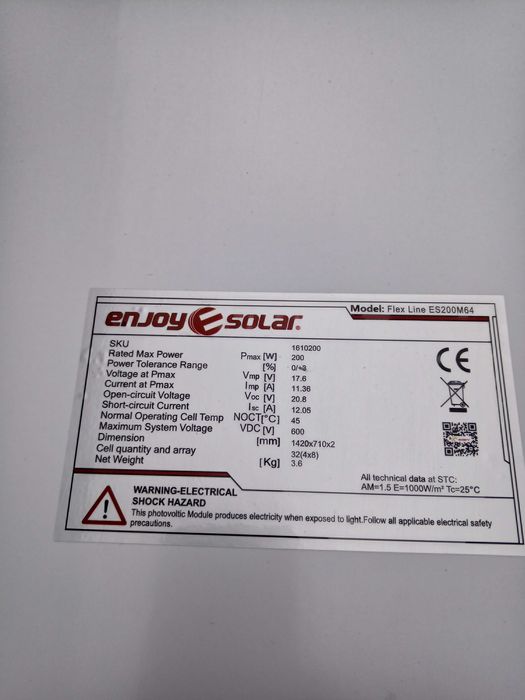 enjoy solar®
Model: Flex Line ES200M64
SKU 1610200
Rated Max Power Pmax [W] 200
Power Tolerance Range [%] 0/+3
Voltage at Pmax Vmp [V] 17.6
Current at Pmax Imp [A] 11.36
Open-circuit Voltage Voc [V] 20.8
Short-circuit Current Isc [A] 12.05
Normal Operating Cell Temp NOCT[°C] 45
Maximum System Voltage VDC [V] 600
Dimension [mm] 1420x710x2
Cell quantity and array 32(4x8)
Net Weight [Kg] 3.6
CE
All technical data at STC:
AM=1.5 E=1000W/m² Tc=25°C
WARNING-ELECTRICAL
SHOCK HAZARD
This photovoltic Module produces electricity when exposed to light.Follow all applicable electrical safety
precautions.